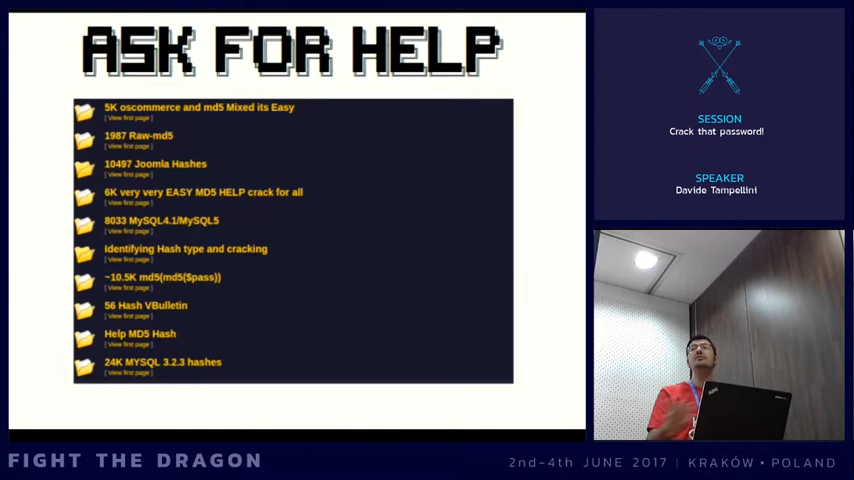 ASK FOR HELP
5K oscommerce and md5 Mixed its Easy
[ View first page ]
1987 Raw-md5
[ View first page ]
10497 Joomla Hashes
[ View first page ]
6K very very EASY MD5 HELP crack for all
[ View first page ]
8033 MySQL4.1/MySQL5
[ View first page ]
Identifying Hash type and cracking
[ View first page ]
~10.5K md5(md5($pass))
[ View first page ]
56 Hash VBulletin
[ View first page ]
Help MD5 Hash
[ View first page ]
24K MYSQL 3.2.3 hashes
[ View first page ]
SESSION
Crack that password!
SPEAKER
Davide Tampellini
FIGHT THE DRAGON
2nd-4th JUNE 2017 | KRAKÓW • POLAND